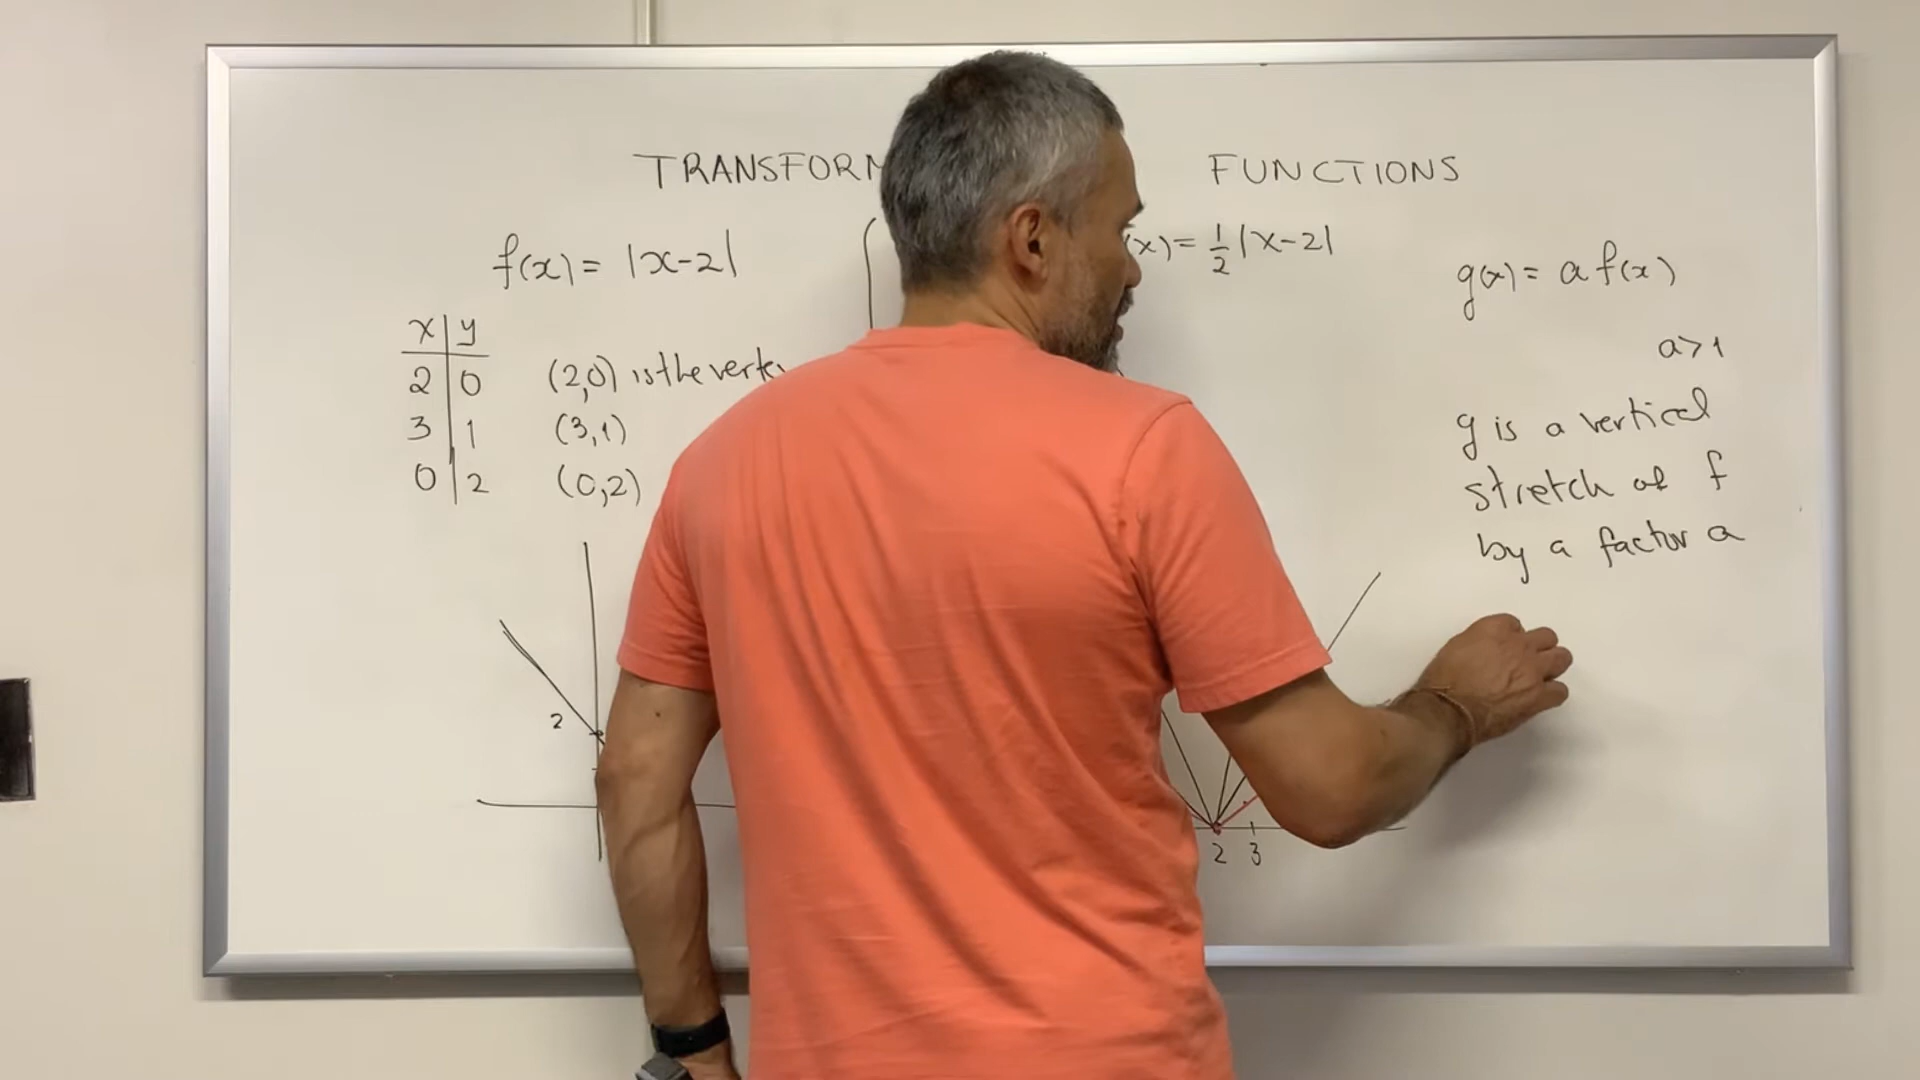 TRANSFORM FUNCTIONS
f(x) = |x-2|
(x) = 1/2 |x-2|
x | y
2 | 0
3 | 1
0 | 2
(2,0) is the verte
(3,1)
(0,2)
2
2 3
g(x) = a f(x)
a>1
g is a vertical
stretch of f
by a factor a